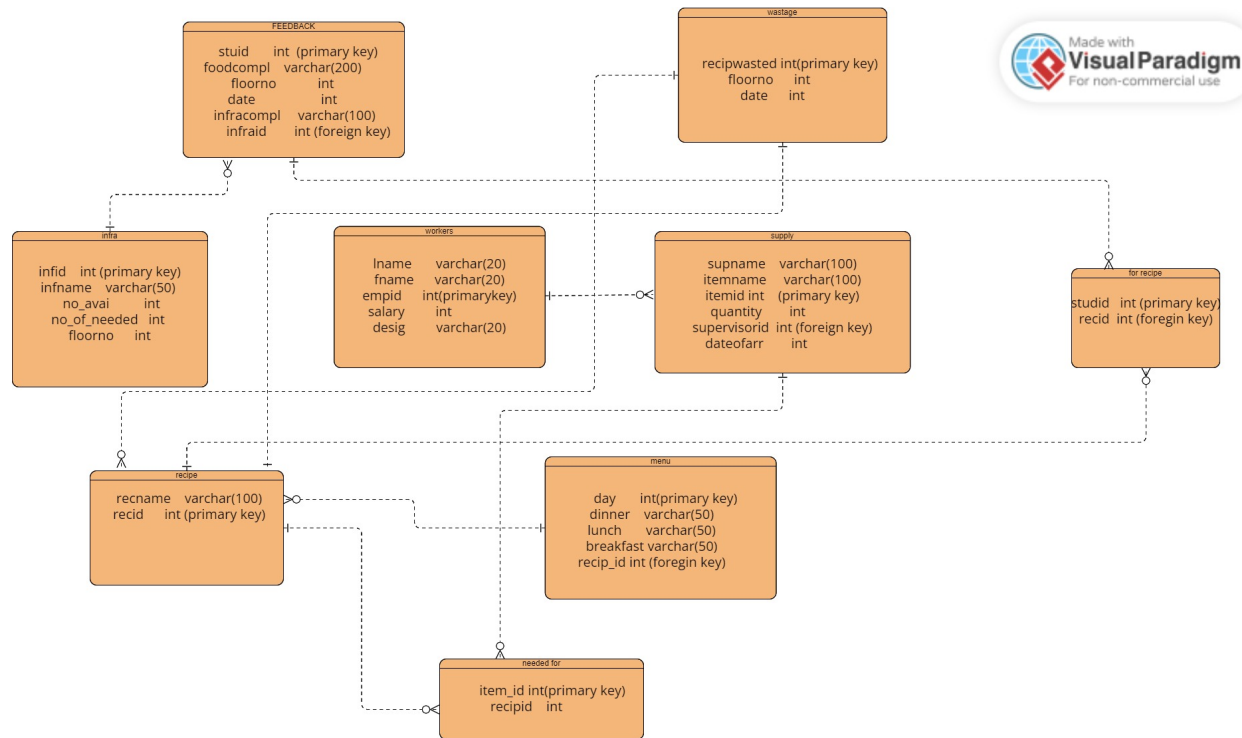 FEEDBACK
stuid int (primary key)
foodcompl varchar(200)
floorno int
date int
infracompl varchar(100)
infraid int (foreign key)
wastage
recipwasted int(primary key)
floorno int
date int
Made with
Visual Paradigm
For non-commercial use
infra
infid int (primary key)
infname varchar(50)
no_avai int
no_of_needed int
floorno int
workers
lname varchar(20)
fname varchar(20)
empid int(primarykey)
salary int
desig varchar(20)
supply
supname varchar(100)
itemname varchar(100)
itemid int (primary key)
quantity int
supervisorid int (foreign key)
dateofarr int
for recipe
studid int (primary key)
recid int (foregin key)
recipe
recname varchar(100)
recid int (primary key)
menu
day int(primary key)
dinner varchar(50)
lunch varchar(50)
breakfast varchar(50)
recip_id int (foregin key)
needed for
item_id int(primary key)
recipid int